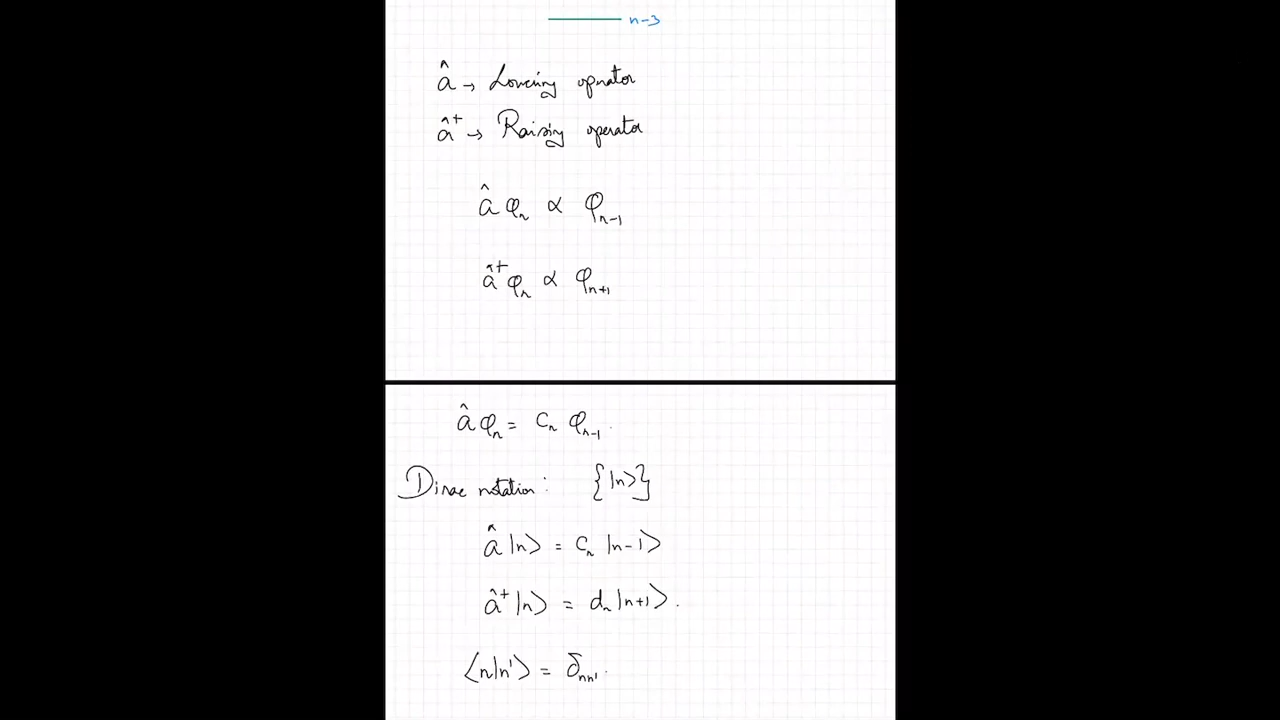 n-3
â → Lowering operator
â⁺ → Raising operator
â φₙ ∝ φₙ₋₁
â⁺ φₙ ∝ φₙ₊₁
â φₙ = Cₙ φₙ₋₁.
Dirac notation: {|n>}
â |n> = Cₙ |n-1>
â⁺ |n> = dₙ |n+1>.
<n|n'> = δₙₙ'.